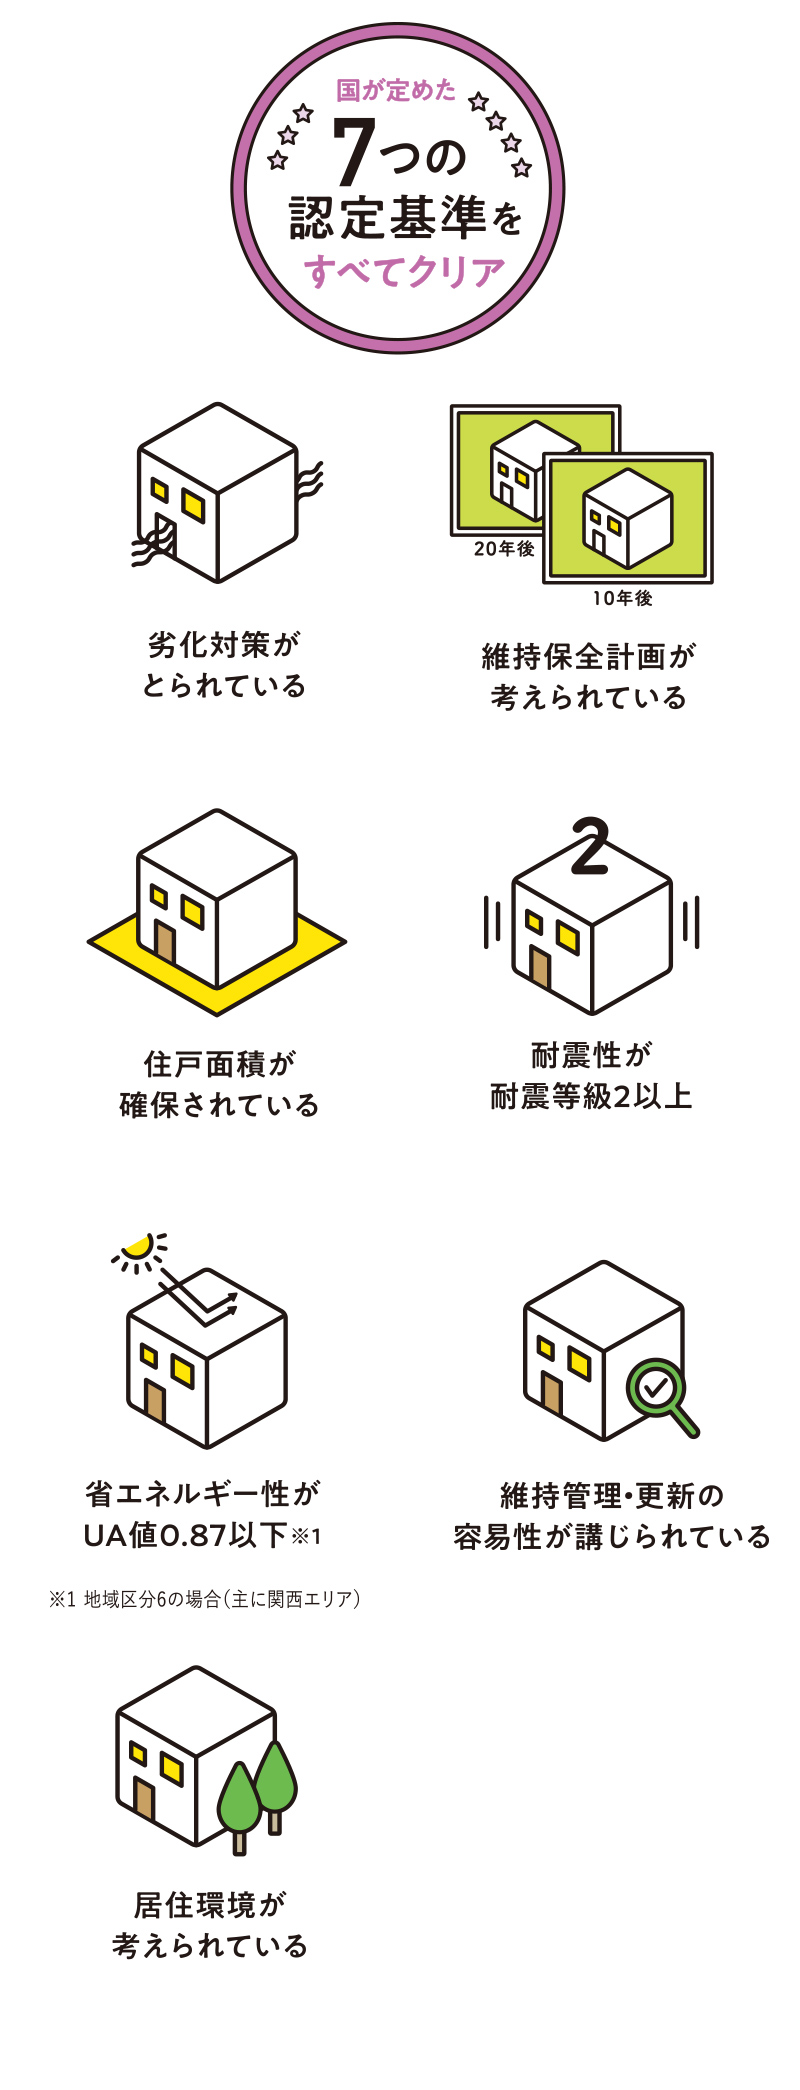 国が定めた
7つの
認定基準を
すべてクリア
劣化対策が
とられている
20年後
10年後
維持保全計画が
考えられている
住戸面積が
確保されている
2
耐震性が
耐震等級2以上
省エネルギー性が
UA値0.87以下※1
※1 地域区分6の場合(主に関西エリア)
維持管理・更新の
容易性が講じられている
居住環境が
考えられている